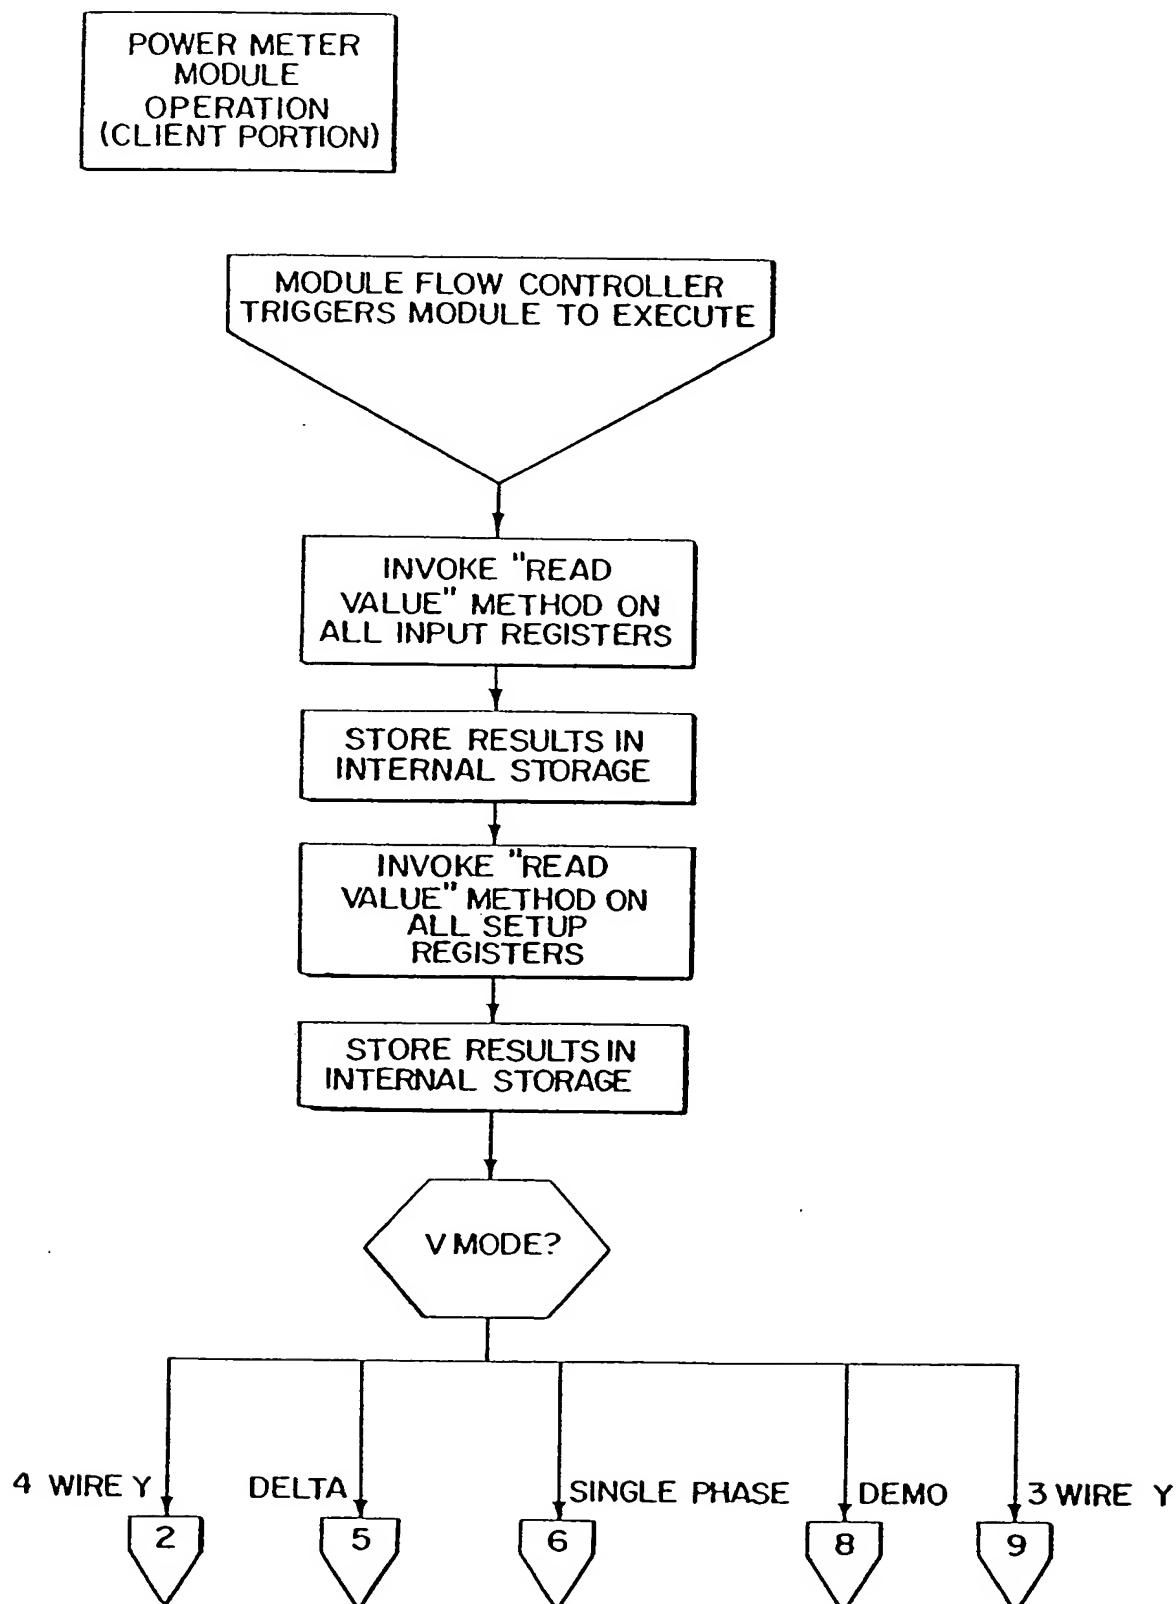 POWER METER
MODULE
OPERATION
(CLIENT PORTION)
MODULE FLOW CONTROLLER
TRIGGERS MODULE TO EXECUTE
INVOKE "READ
VALUE" METHOD ON
ALL INPUT REGISTERS
STORE RESULTS IN
INTERNAL STORAGE
INVOKE "READ
VALUE" METHOD ON
ALL SETUP
REGISTERS
STORE RESULTS IN
INTERNAL STORAGE
V MODE?
4 WIRE Y
DELTA
SINGLE PHASE
DEMO
3 WIRE Y
2
5
6
8
9